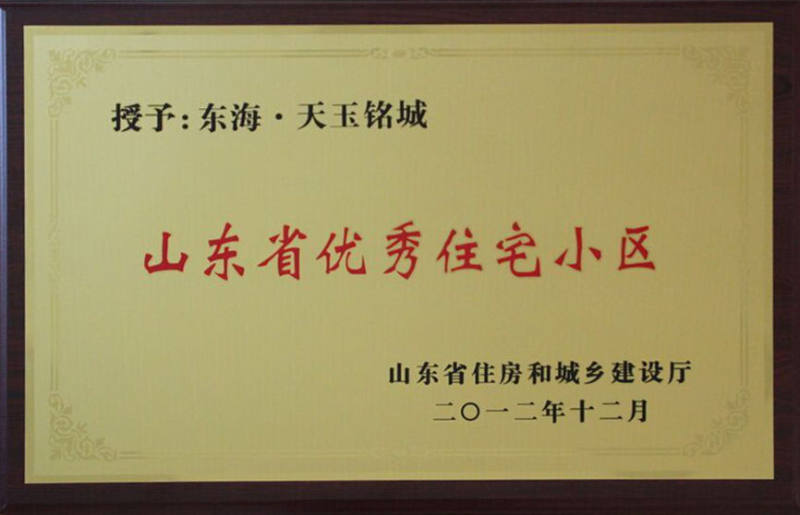 授予:东海·天玉铭城
山东省优秀住宅小区
山东省住房和城乡建设厅
二〇一二年十二月